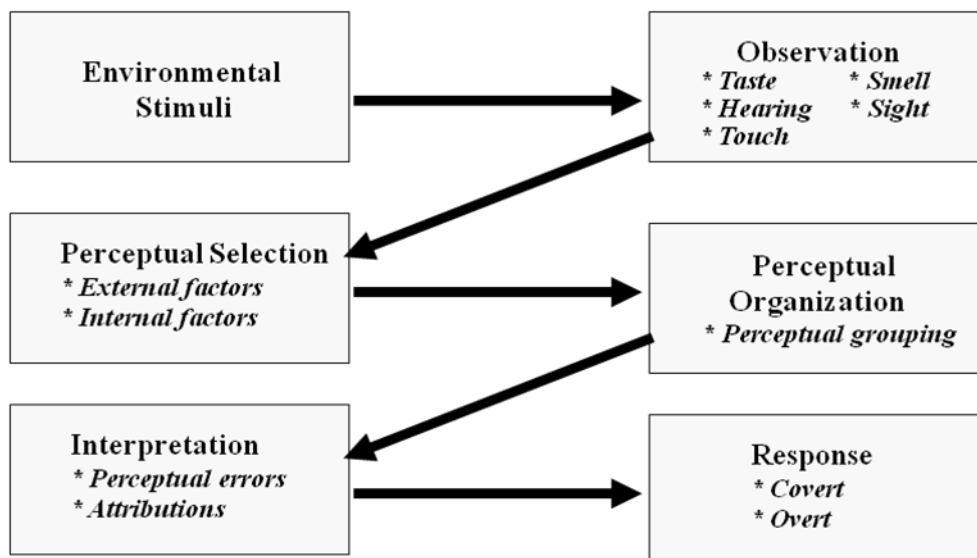 Environmental
Stimuli
Observation
* Taste * Smell
* Hearing * Sight
* Touch
Perceptual Selection
* External factors
* Internal factors
Perceptual
Organization
* Perceptual grouping
Interpretation
* Perceptual errors
* Attributions
Response
* Covert
* Overt